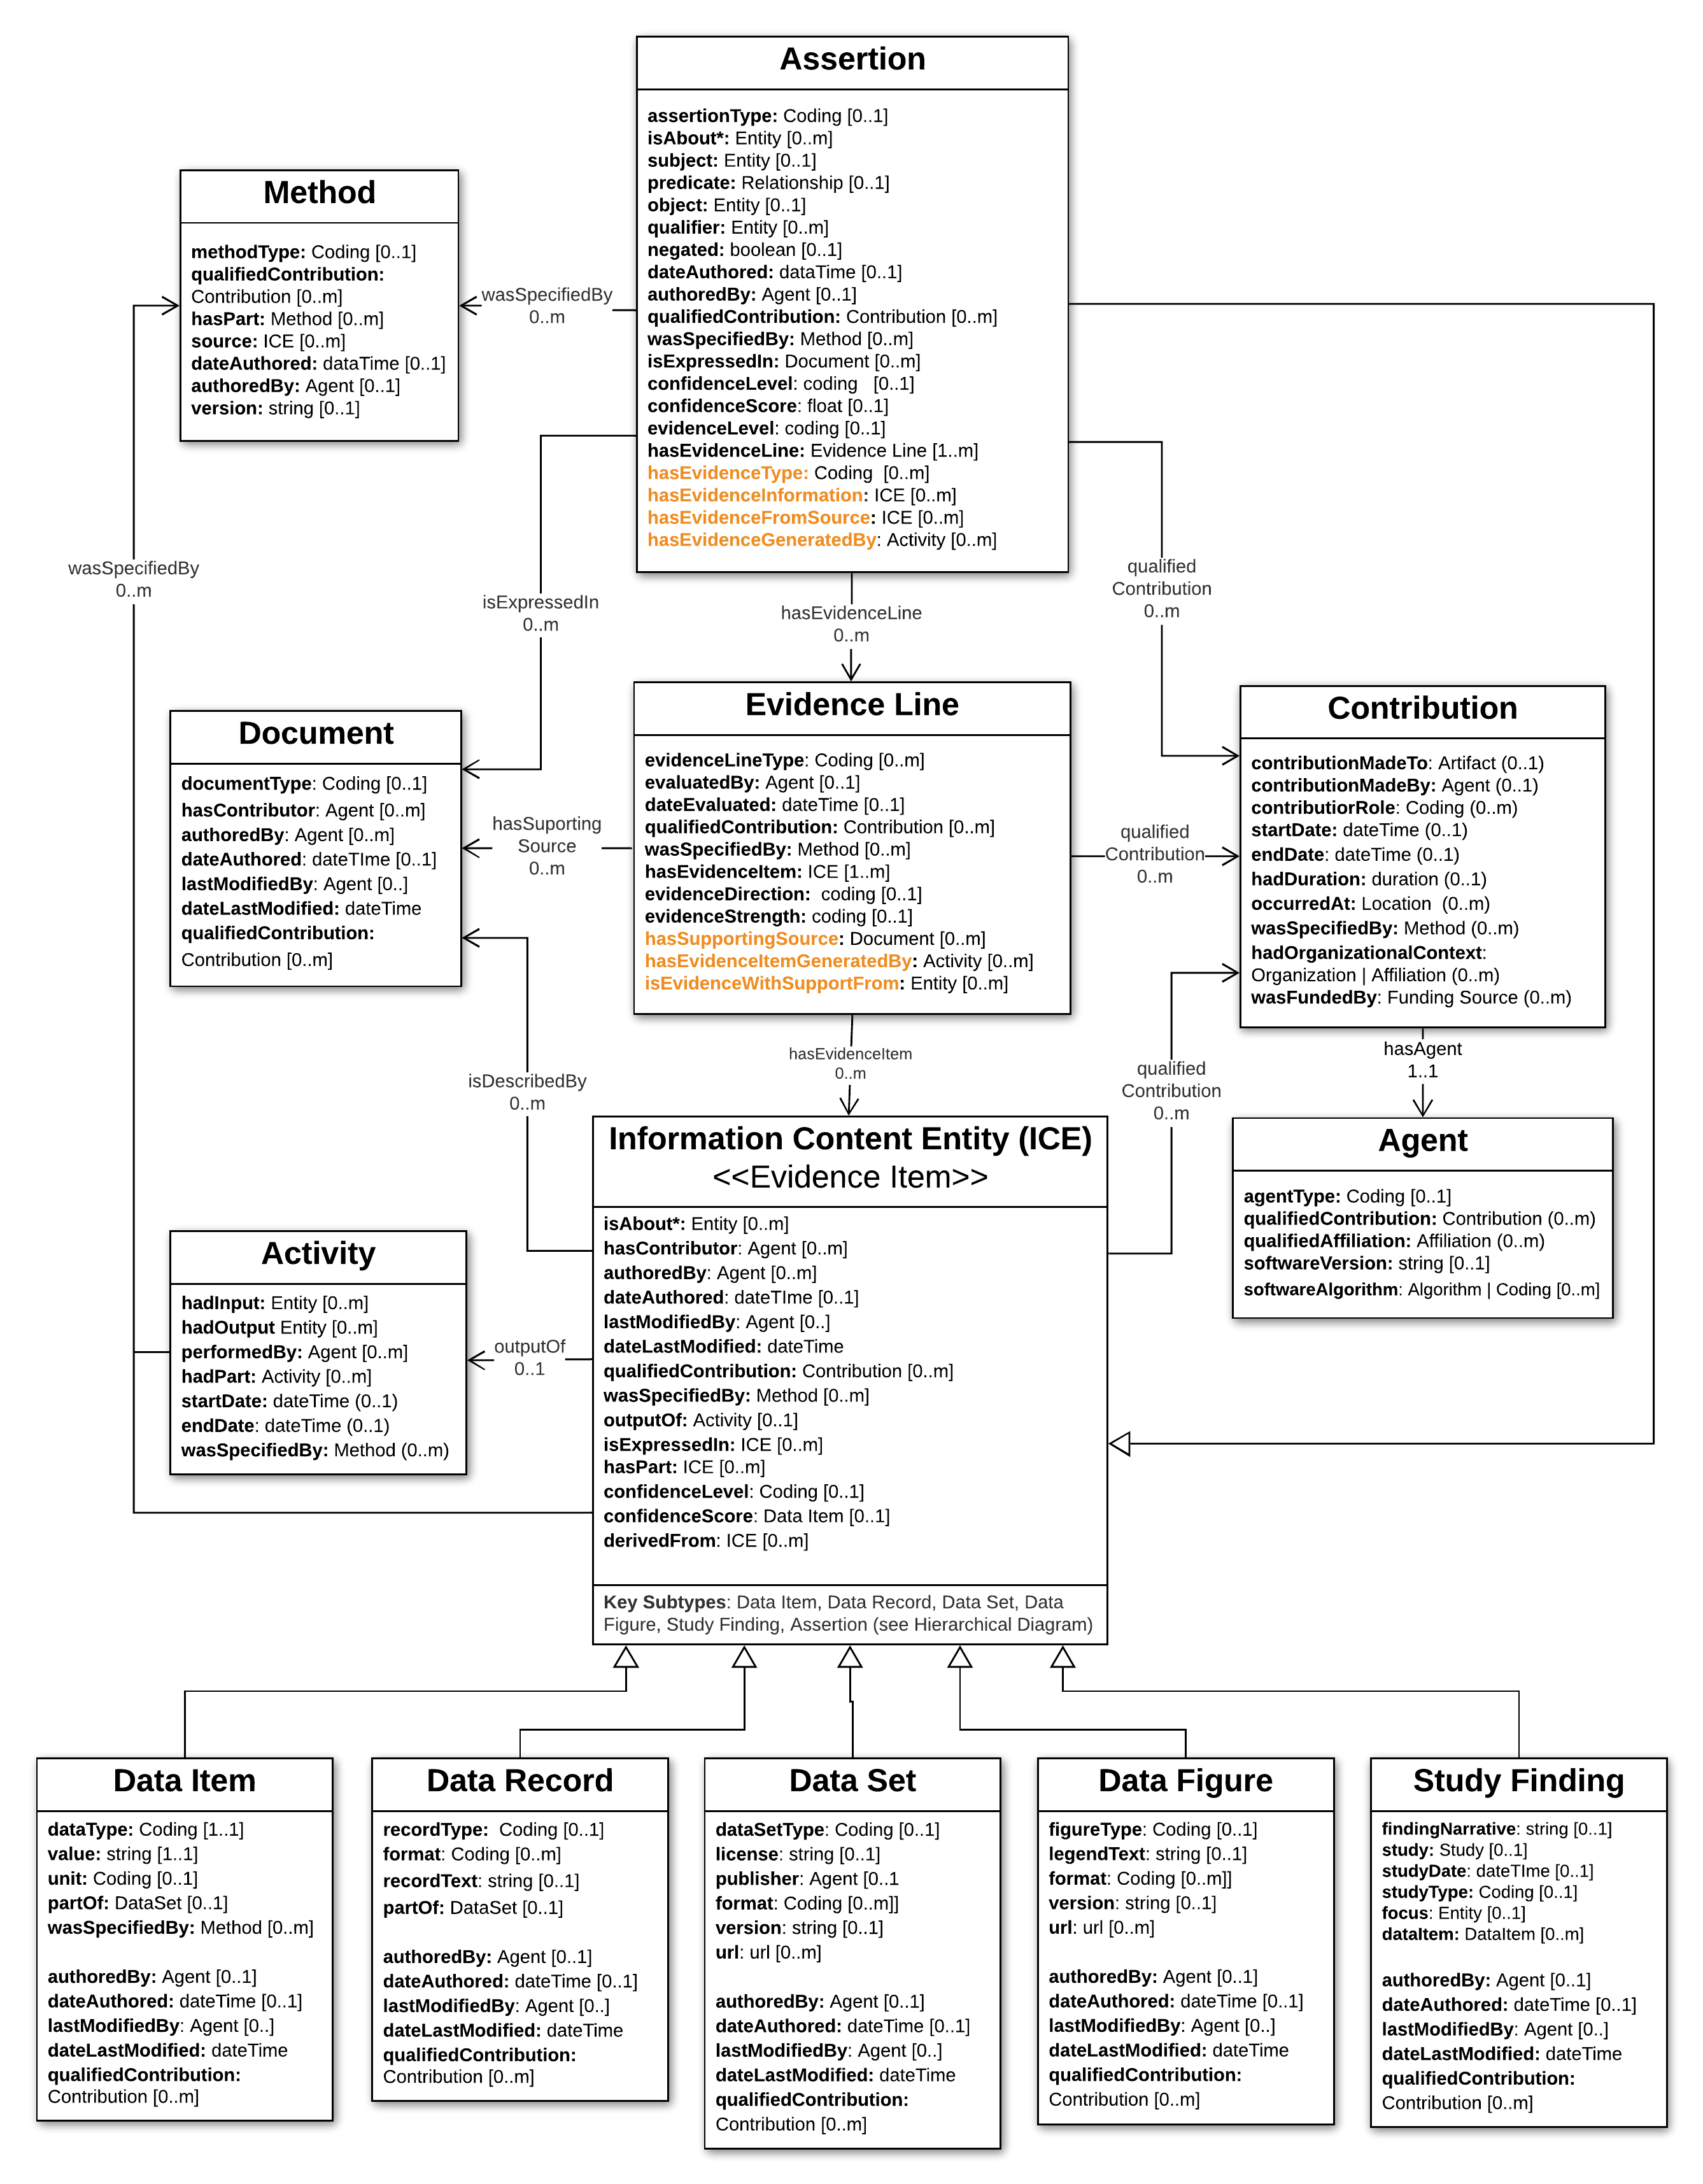 Assertion
assertionType: Coding [0..1]
isAbout*: Entity [0..m]
subject: Entity [0..1]
predicate: Relationship [0..1]
object: Entity [0..1]
qualifier: Entity [0..m]
negated: boolean [0..1]
dateAuthored: dataTime [0..1]
authoredBy: Agent [0..1]
qualifiedContribution: Contribution [0..m]
wasSpecifiedBy: Method [0..m]
isExpressedIn: Document [0..m]
confidenceLevel: coding [0..1]
confidenceScore: float [0..1]
evidenceLevel: coding [0..1]
hasEvidenceLine: Evidence Line [1..m]
hasEvidenceType: Coding [0..m]
hasEvidenceInformation: ICE [0..m]
hasEvidenceFromSource: ICE [0..m]
hasEvidenceGeneratedBy: Activity [0..m]
Method
methodType: Coding [0..1]
qualifiedContribution:
Contribution [0..m]
hasPart: Method [0..m]
source: ICE [0..m]
dateAuthored: dataTime [0..1]
authoredBy: Agent [0..1]
version: string [0..1]
wasSpecifiedBy
0..m
wasSpecifiedBy
0..m
isExpressedIn
0..m
hasEvidenceLine
0..m
qualified
Contribution
0..m
Document
documentType: Coding [0..1]
hasContributor: Agent [0..m]
authoredBy: Agent [0..m]
dateAuthored: dateTIme [0..1]
lastModifiedBy: Agent [0..]
dateLastModified: dateTime
qualifiedContribution:
Contribution [0..m]
hasSuporting
Source
0..m
Evidence Line
evidenceLineType: Coding [0..m]
evaluatedBy: Agent [0..1]
dateEvaluated: dateTime [0..1]
qualifiedContribution: Contribution [0..m]
wasSpecifiedBy: Method [0..m]
hasEvidenceItem: ICE [1..m]
evidenceDirection: coding [0..1]
evidenceStrength: coding [0..1]
hasSupportingSource: Document [0..m]
hasEvidenceItemGeneratedBy: Activity [0..m]
isEvidenceWithSupportFrom: Entity [0..m]
qualified
Contribution
0..m
Contribution
contributionMadeTo: Artifact (0..1)
contributionMadeBy: Agent (0..1)
contributiorRole: Coding (0..m)
startDate: dateTime (0..1)
endDate: dateTime (0..1)
hadDuration: duration (0..1)
occurredAt: Location (0..m)
wasSpecifiedBy: Method (0..m)
hadOrganizationalContext:
Organization | Affiliation (0..m)
wasFundedBy: Funding Source (0..m)
isDescribedBy
0..m
hasEvidenceItem
0..m
qualified
Contribution
0..m
hasAgent
1..1
Agent
agentType: Coding [0..1]
qualifiedContribution: Contribution (0..m)
qualifiedAffiliation: Affiliation (0..m)
softwareVersion: string [0..1]
softwareAlgorithm: Algorithm | Coding [0..m]
Activity
hadInput: Entity [0..m]
hadOutput Entity [0..m]
performedBy: Agent [0..m]
hadPart: Activity [0..m]
startDate: dateTime (0..1)
endDate: dateTime (0..1)
wasSpecifiedBy: Method (0..m)
outputOf
0..1
Information Content Entity (ICE)
<<Evidence Item>>
isAbout*: Entity [0..m]
hasContributor: Agent [0..m]
authoredBy: Agent [0..m]
dateAuthored: dateTIme [0..1]
lastModifiedBy: Agent [0..]
dateLastModified: dateTime
qualifiedContribution: Contribution [0..m]
wasSpecifiedBy: Method [0..m]
outputOf: Activity [0..1]
isExpressedIn: ICE [0..m]
hasPart: ICE [0..m]
confidenceLevel: Coding [0..1]
confidenceScore: Data Item [0..1]
derivedFrom: ICE [0..m]
Key Subtypes: Data Item, Data Record, Data Set, Data
Figure, Study Finding, Assertion (see Hierarchical Diagram)
Data Item
dataType: Coding [1..1]
value: string [1..1]
unit: Coding [0..1]
partOf: DataSet [0..1]
wasSpecifiedBy: Method [0..m]
authoredBy: Agent [0..1]
dateAuthored: dateTime [0..1]
lastModifiedBy: Agent [0..]
dateLastModified: dateTime
qualifiedContribution:
Contribution [0..m]
Data Record
recordType: Coding [0..1]
format: Coding [0..m]
recordText: string [0..1]
partOf: DataSet [0..1]
authoredBy: Agent [0..1]
dateAuthored: dateTime [0..1]
lastModifiedBy: Agent [0..]
dateLastModified: dateTime
qualifiedContribution:
Contribution [0..m]
Data Set
dataSetType: Coding [0..1]
license: string [0..1]
publisher: Agent [0..1
format: Coding [0..m]]
version: string [0..1]
url: url [0..m]
authoredBy: Agent [0..1]
dateAuthored: dateTime [0..1]
lastModifiedBy: Agent [0..]
dateLastModified: dateTime
qualifiedContribution:
Contribution [0..m]
Data Figure
figureType: Coding [0..1]
legendText: string [0..1]
format: Coding [0..m]]
version: string [0..1]
url: url [0..m]
authoredBy: Agent [0..1]
dateAuthored: dateTime [0..1]
lastModifiedBy: Agent [0..]
dateLastModified: dateTime
qualifiedContribution:
Contribution [0..m]
Study Finding
findingNarrative: string [0..1]
study: Study [0..1]
studyDate: dateTIme [0..1]
studyType: Coding [0..1]
focus: Entity [0..1]
dataItem: DataItem [0..m]
authoredBy: Agent [0..1]
dateAuthored: dateTime [0..1]
lastModifiedBy: Agent [0..]
dateLastModified: dateTime
qualifiedContribution:
Contribution [0..m]